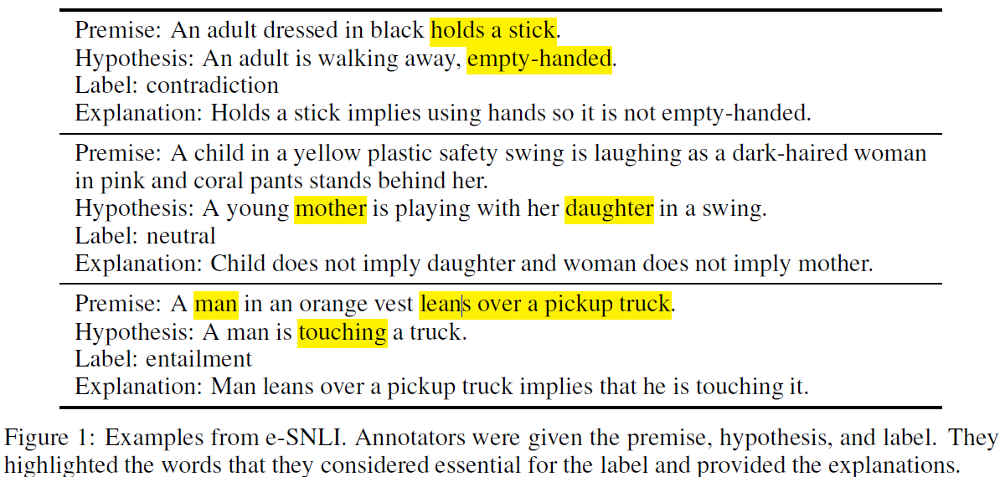 Premise: An adult dressed in black holds a stick.
Hypothesis: An adult is walking away, empty-handed.
Label: contradiction
Explanation: Holds a stick implies using hands so it is not empty-handed.
Premise: A child in a yellow plastic safety swing is laughing as a dark-haired woman
in pink and coral pants stands behind her.
Hypothesis: A young mother is playing with her daughter in a swing.
Label: neutral
Explanation: Child does not imply daughter and woman does not imply mother.
Premise: A man in an orange vest leans over a pickup truck.
Hypothesis: A man is touching a truck.
Label: entailment
Explanation: Man leans over a pickup truck implies that he is touching it.
Figure 1: Examples from e-SNLI. Annotators were given the premise, hypothesis, and label. They
highlighted the words that they considered essential for the label and provided the explanations.